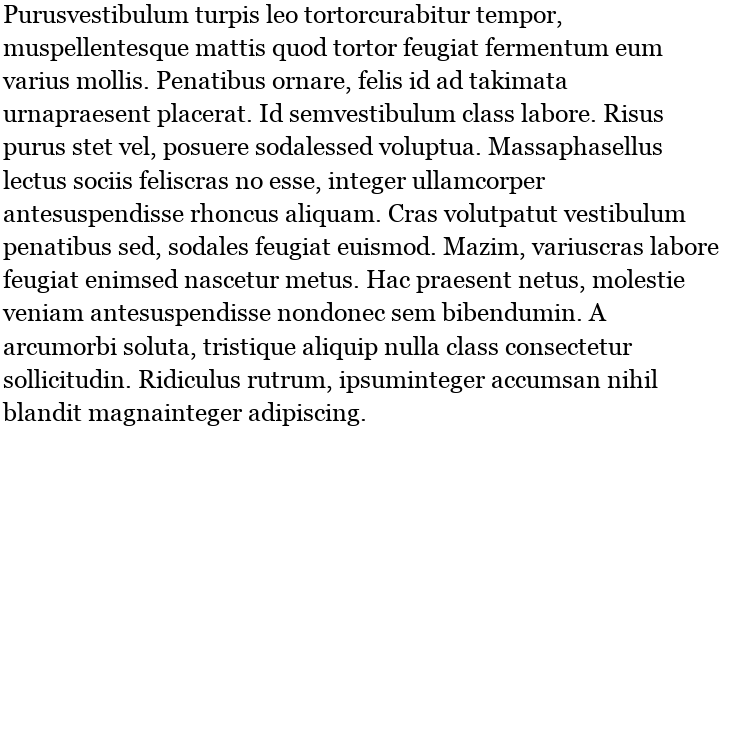 Purusvestibulum turpis leo tortorcurabitur tempor,
muspellentesque mattis quod tortor feugiat fermentum eum
varius mollis. Penatibus ornare, felis id ad takimata
urnapraesent placerat. Id semvestibulum class labore. Risus
purus stet vel, posuere sodalessed voluptua. Massaphasellus
lectus sociis feliscras no esse, integer ullamcorper
antesuspendisse rhoncus aliquam. Cras volutpatut vestibulum
penatibus sed, sodales feugiat euismod. Mazim, variuscras labore
feugiat enimsed nascetur metus. Hac praesent netus, molestie
veniam antesuspendisse nondonec sem bibendumin. A
arcumorbi soluta, tristique aliquip nulla class consectetur
sollicitudin. Ridiculus rutrum, ipsuminteger accumsan nihil
blandit magnainteger adipiscing.